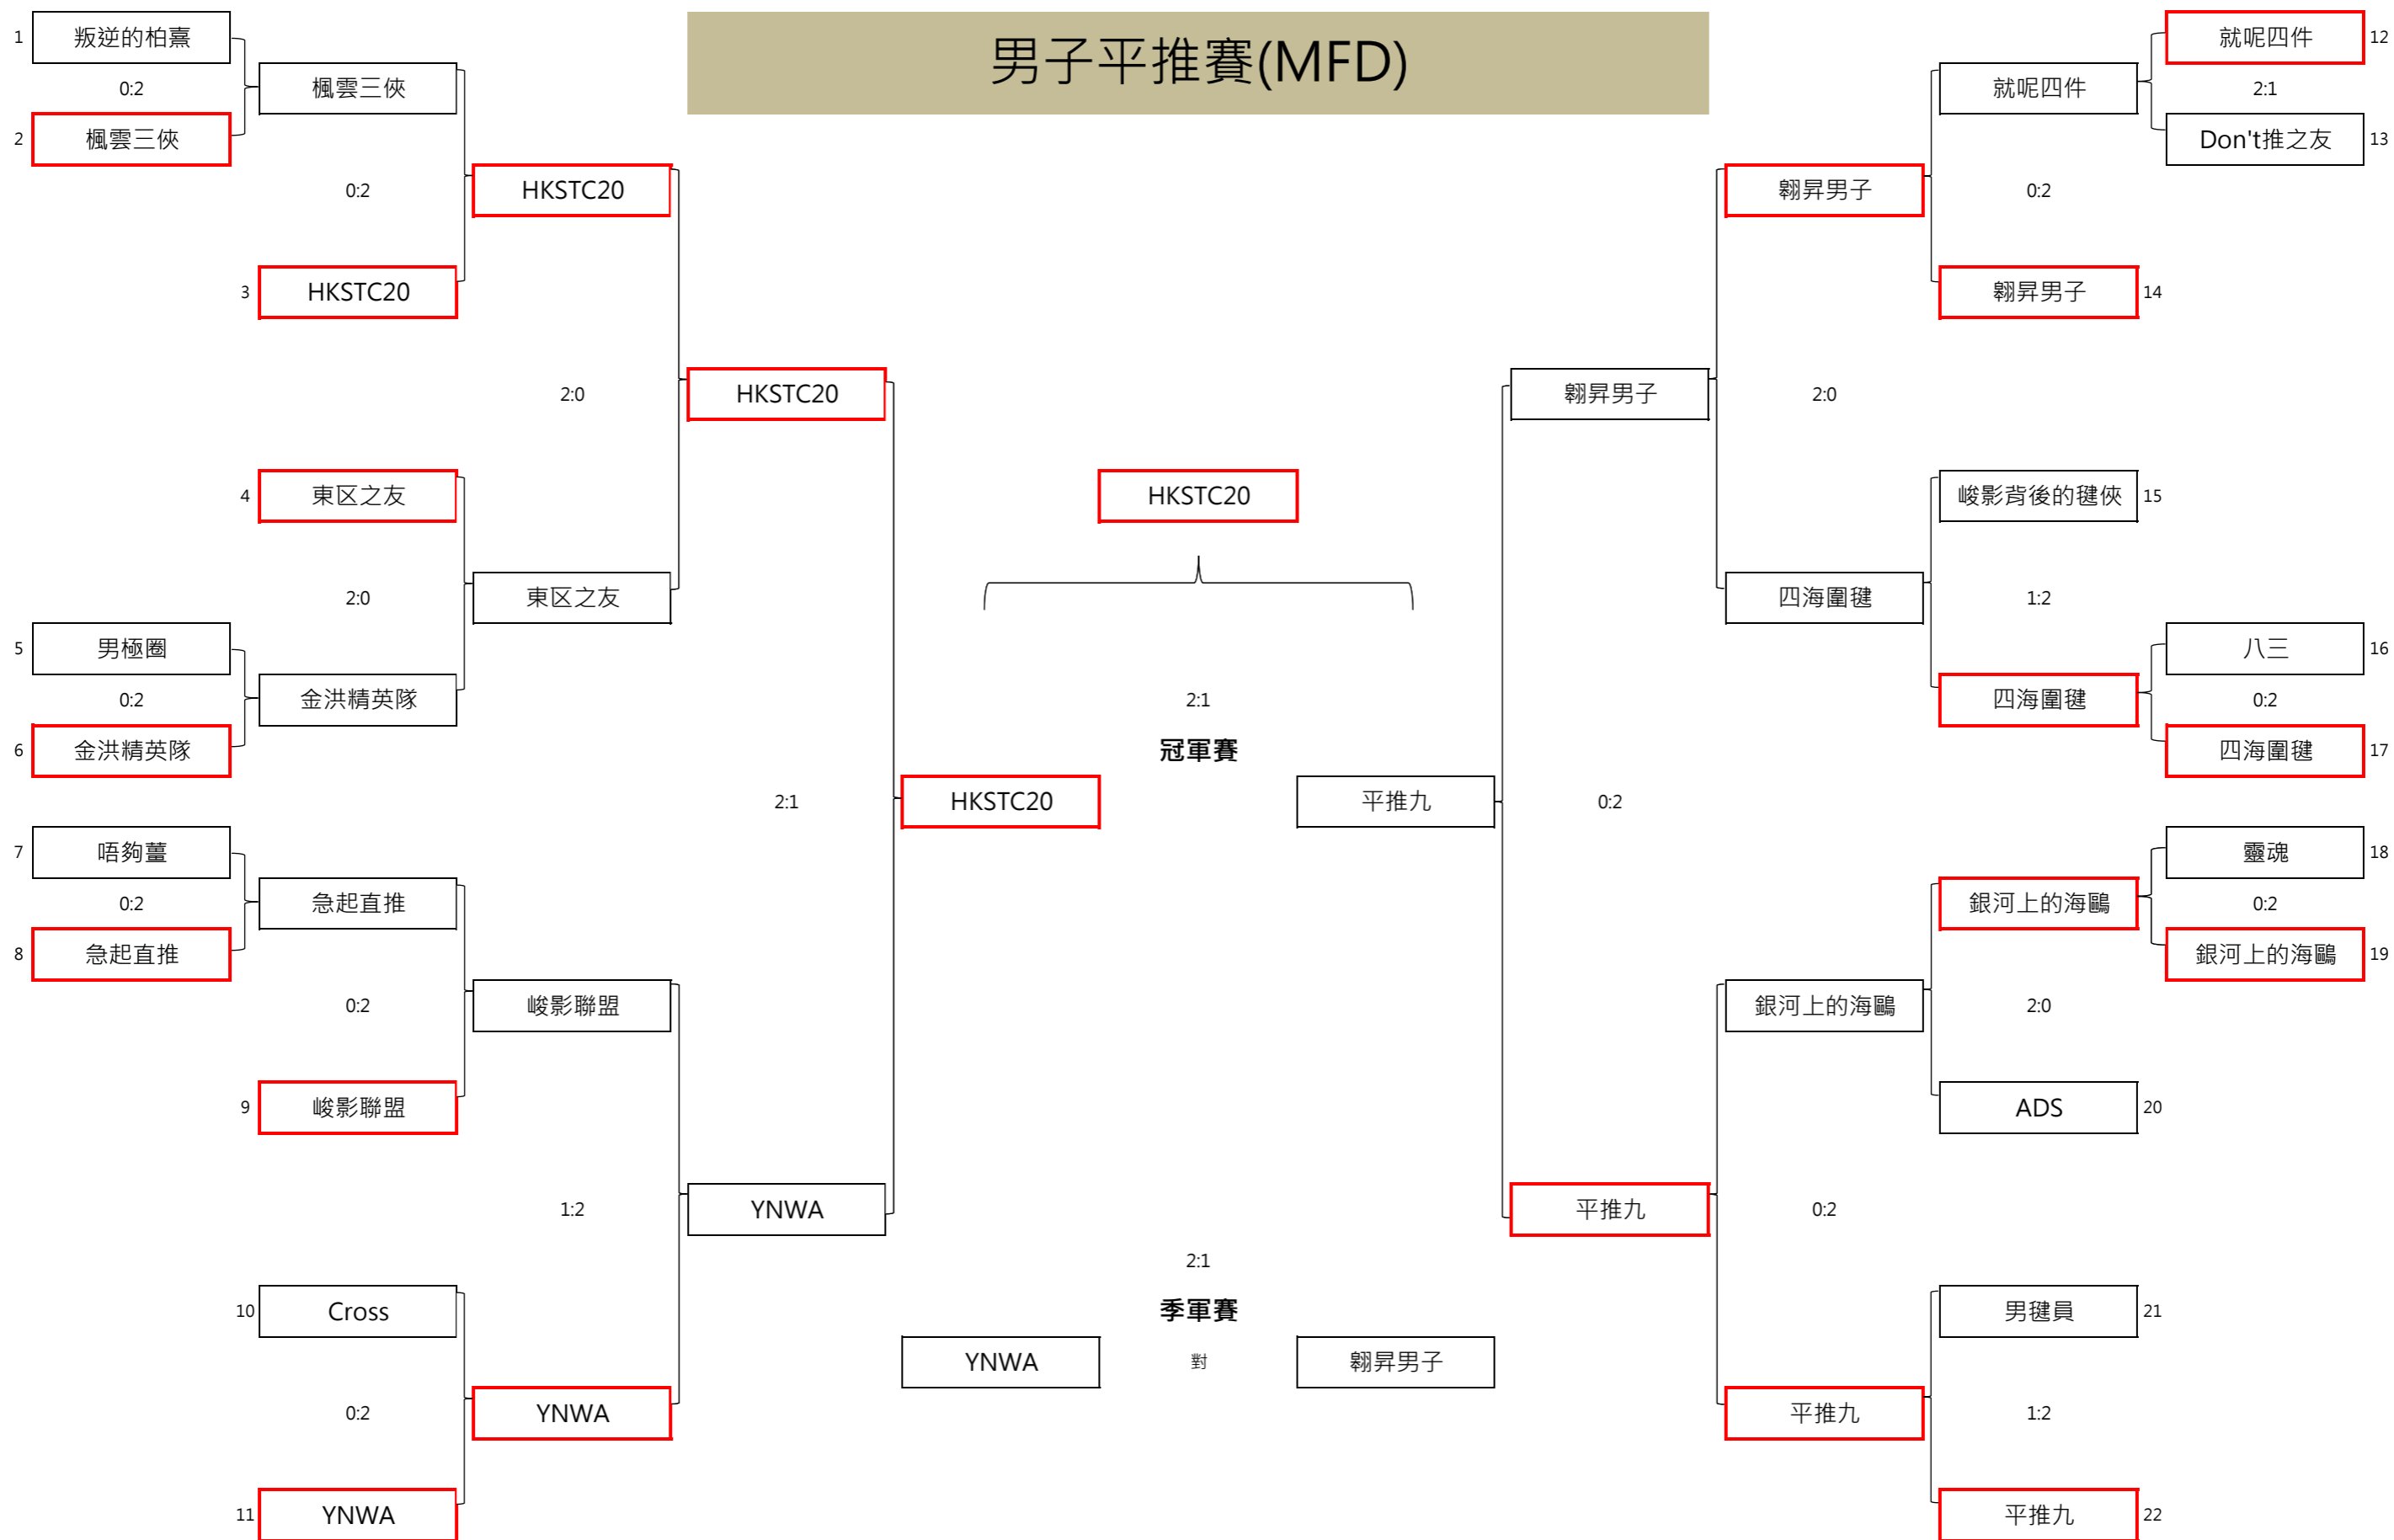 男子平推賽(MFD)
1
叛逆的柏熹
0:2
2
楓雲三俠
楓雲三俠
0:2
3
HKSTC20
HKSTC20
2:0
4
東区之友
2:0
東区之友
5
男極圈
0:2
6
金洪精英隊
金洪精英隊
HKSTC20
2:1
7
唔夠薑
0:2
8
急起直推
急起直推
0:2
9
峻影聯盟
峻影聯盟
1:2
10
Cross
0:2
11
YNWA
YNWA
YNWA
HKSTC20
HKSTC20
2:1
冠軍賽
平推九
2:1
季軍賽
YNWA
對
翱昇男子
翱昇男子
0:2
平推九
翱昇男子
2:0
四海圍毽
銀河上的海鷗
0:2
平推九
就呢四件
0:2
翱昇男子
14
峻影背後的毽俠
15
1:2
四海圍毽
銀河上的海鷗
2:0
ADS
20
男毽員
21
1:2
平推九
22
就呢四件
12
2:1
Don't推之友
13
八三
16
0:2
四海圍毽
17
靈魂
18
0:2
銀河上的海鷗
19